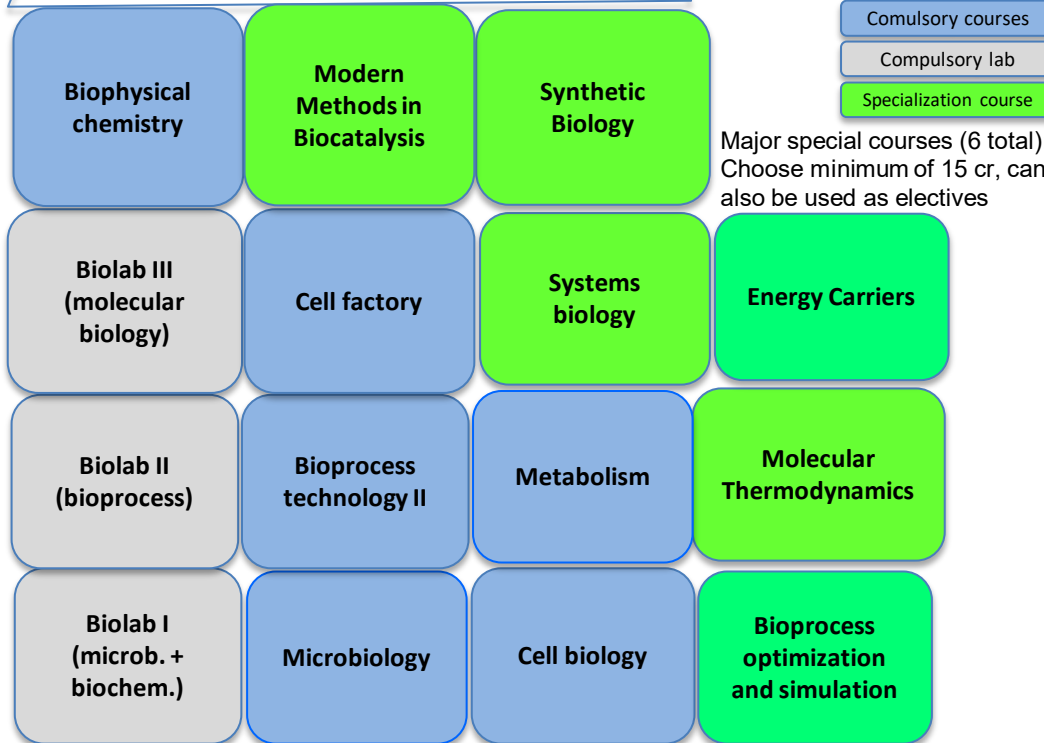 Comulsory courses
Compulsory lab
Specialization course
Major special courses (6 total)
Choose minimum of 15 cr, can
also be used as electives
Biophysical
chemistry
Modern
Methods in
Biocatalysis
Synthetic
Biology
Biolab III
(molecular
biology)
Cell factory
Systems
biology
Energy Carriers
Biolab II
(bioprocess)
Bioprocess
technology II
Metabolism
Molecular
Thermodynamics
Biolab I
(microb. +
biochem.)
Microbiology
Cell biology
Bioprocess
optimization
and simulation